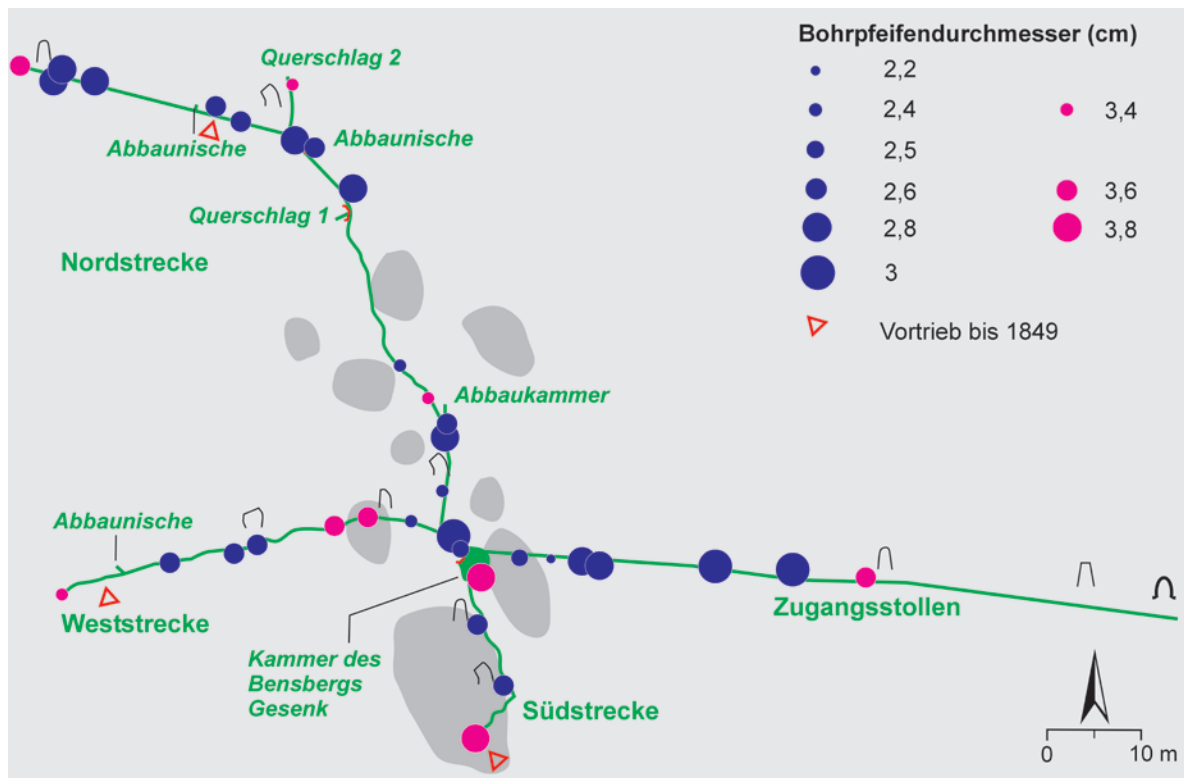 Bohrpfeifendurchmesser (cm)
2,2
2,4
3,4
2,5
2,6
3,6
2,8
3,8
3
Vortrieb bis 1849
Querschlag 2
Abbaunische
Abbaunische
Querschlag 1
Nordstrecke
Abbaukammer
Abbaunische
Weststrecke
Zugangsstollen
Kammer des
Bensbergs
Gesenk
Südstrecke
0 10 m